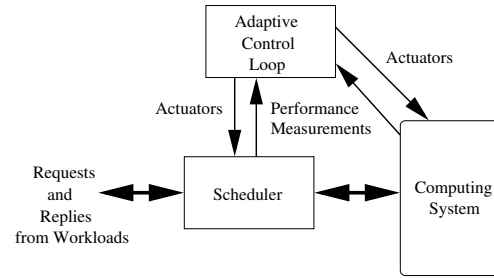 Adaptive
Control
Loop
Actuators
Actuators
Performance
Measurements
Requests
and
Replies
from Workloads
Scheduler
Computing
System